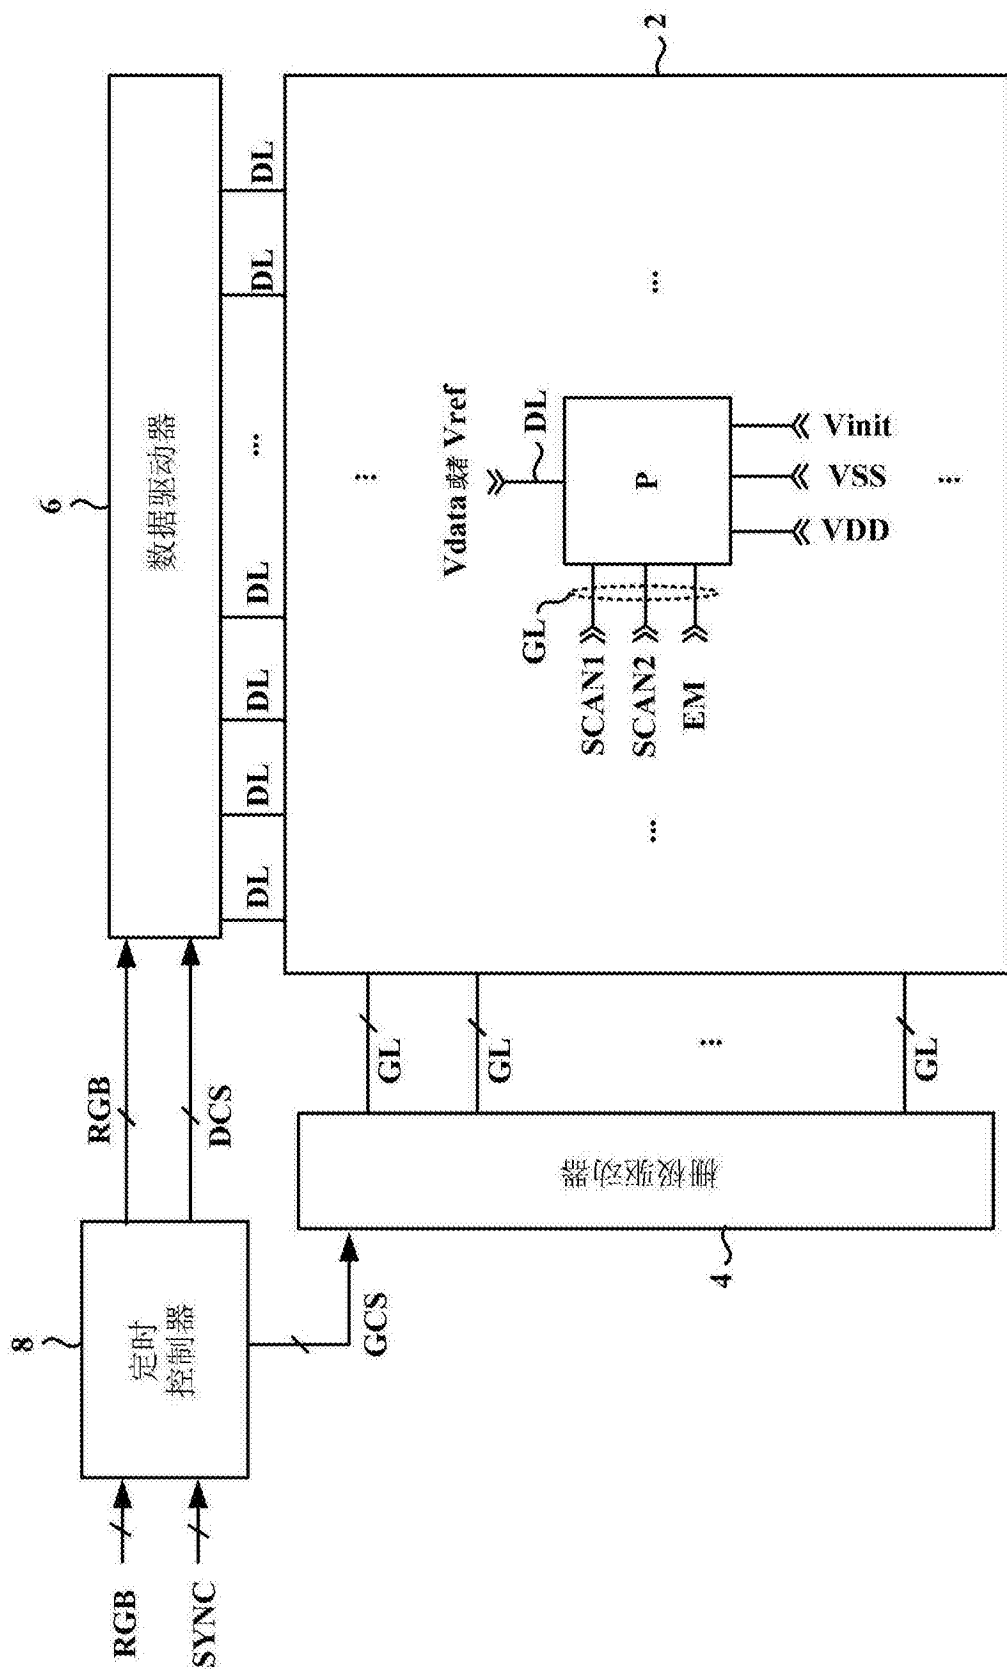 RGB
SYNC
8
定时
控制器
RGB
DCS
GCS
6
数据驱动器
DL
DL
DL
DL
...
DL
DL
4
栅极驱动器
GL
GL
...
GL
2
...
Vdata 或者 Vref
DL
GL
SCAN1
SCAN2
EM
P
VDD
VSS
Vinit
...
...
...